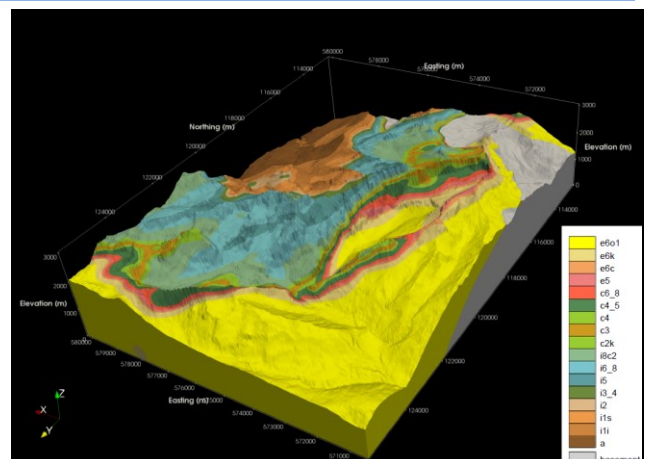 Easting (m)
580000
578000
576000
574000
572000
114000
116000
Northing (m)
118000
120000
122000
124000
3000
2000
1000
0
Elevation (m)
114000
116000
118000
120000
122000
124000
3000
2000
1000
Elevation (m)
580000
579000
578000
577000
576000
575000
Easting (m)
574000
573000
572000
571000
Z
X
Y
e6o1
e6k
e6c
e5
c6_8
c4_5
c4
c3
c2k
i8c2
i6_8
i5
i3_4
i2
i1s
i1i
a
basement